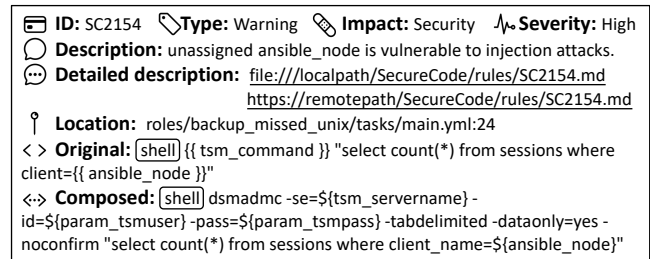 ID: SC2154 Type: Warning Impact: Security Severity: High
Description: unassigned ansible_node is vulnerable to injection attacks.
Detailed description: file:///localpath/SecureCode/rules/SC2154.md
https://remotepath/SecureCode/rules/SC2154.md
Location: roles/backup_missed_unix/tasks/main.yml:24
< > Original: shell {{ tsm_command }} "select count(*) from sessions where
client={{ ansible_node }}"
Composed: shell dsmadmc -se=${tsm_servername} -
id=${param_tsmuser} -pass=${param_tsmpass} -tabdelimited -dataonly=yes -
noconfirm "select count(*) from sessions where client_name=${ansible_node}"